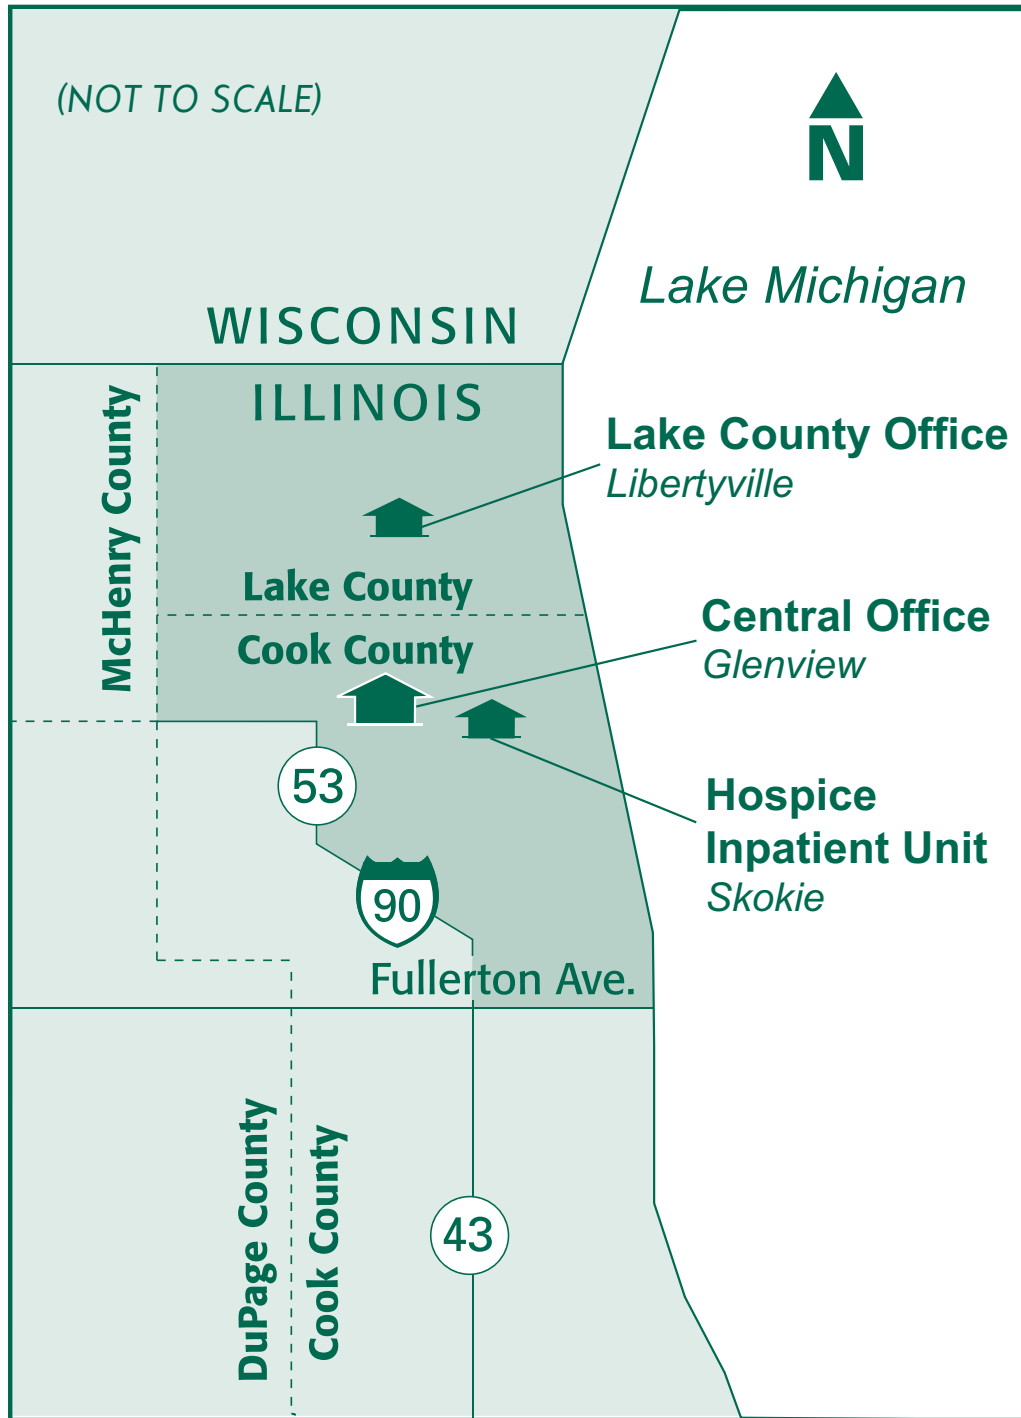 (NOT TO SCALE)
N
Lake Michigan
WISCONSIN
ILLINOIS
McHenry County
Lake County Office
Libertyville
Lake County
Cook County
Central Office
Glenview
53
Hospice
Inpatient Unit
Skokie
90
Fullerton Ave.
DuPage County
Cook County
43